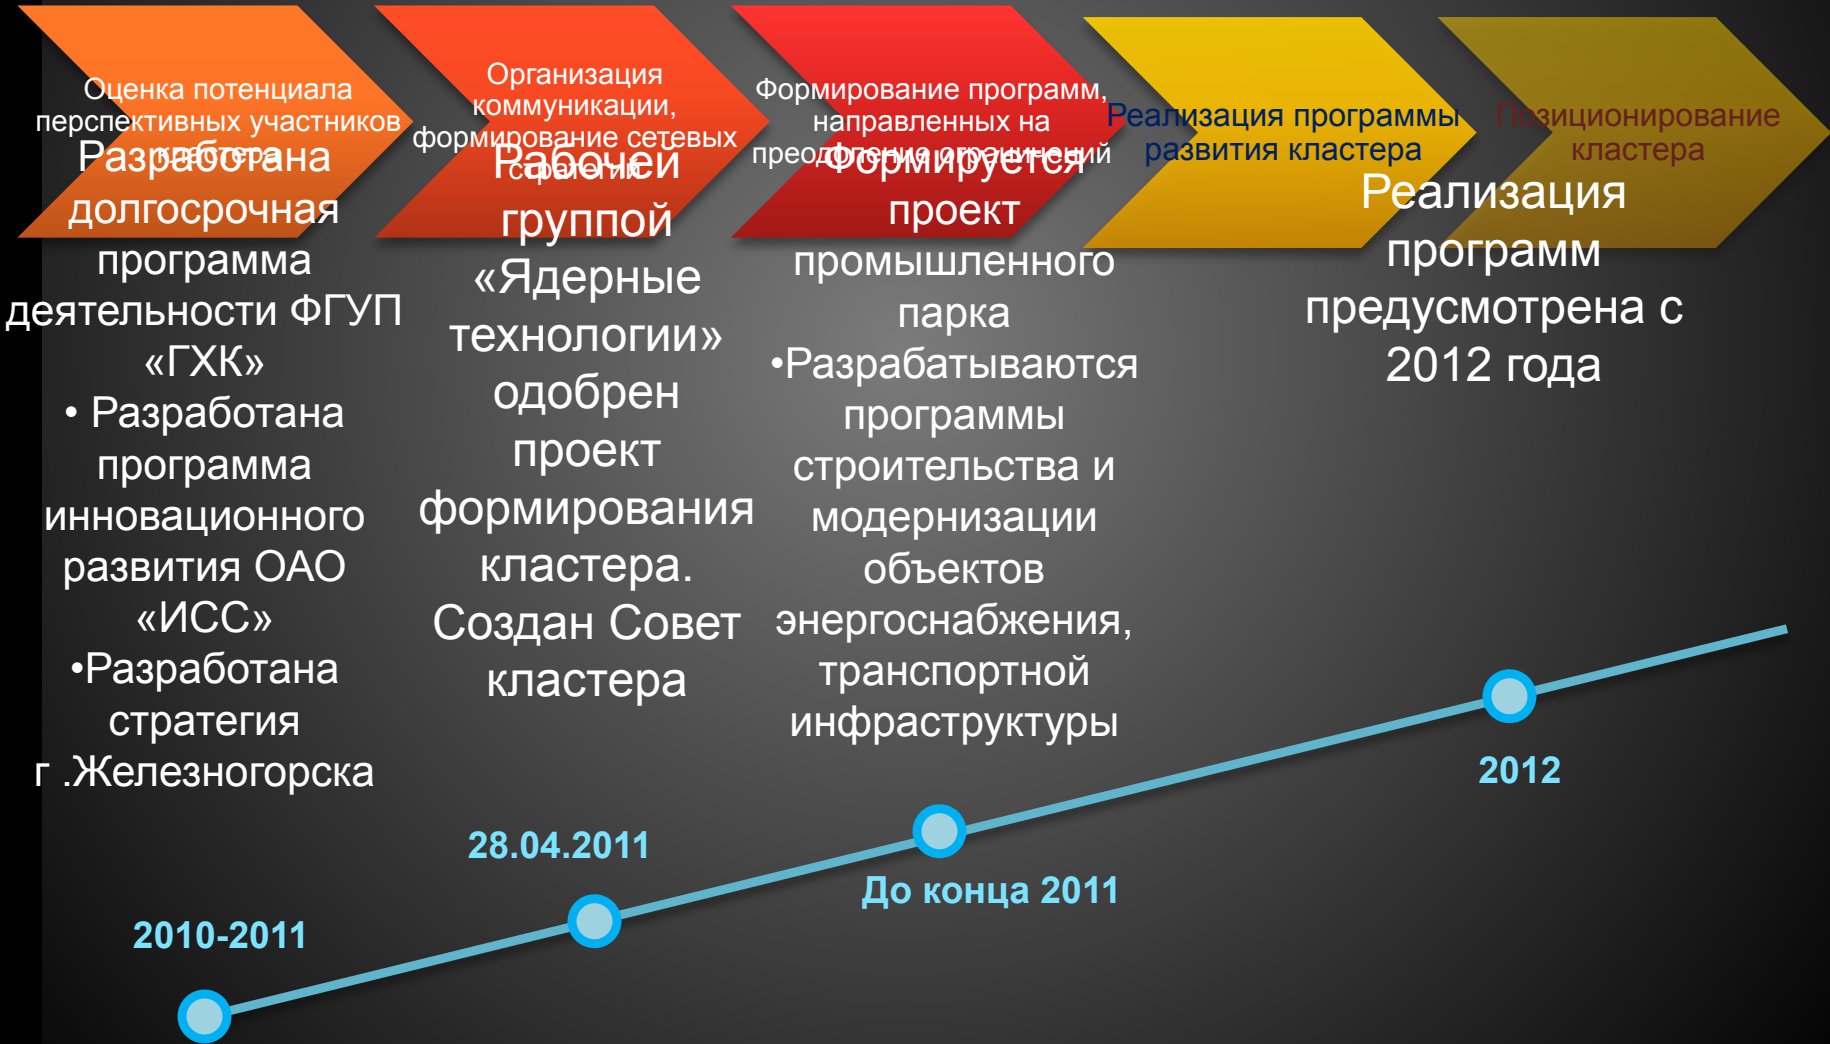 Оценка потенциала
перспективных участников
кластера
Организация
коммуникации,
формирование сетевых
стратегий
Формирование программ,
направленных на
преодоление ограничений
Реализация программы
развития кластера
Позиционирование
кластера
Разработана
долгосрочная
программа
деятельности ФГУП
«ГХК»
• Разработана
программа
инновационного
развития ОАО
«ИСС»
•Разработана
стратегия
г .Железногорска
Рабочей
группой
«Ядерные
технологии»
одобрен
проект
формирования
кластера.
Создан Совет
кластера
Формируется
проект
промышленного
парка
•Разрабатываются
программы
строительства и
модернизации
объектов
энергоснабжения,
транспортной
инфраструктуры
Реализация
программ
предусмотрена с
2012 года
2010-2011
28.04.2011
До конца 2011
2012